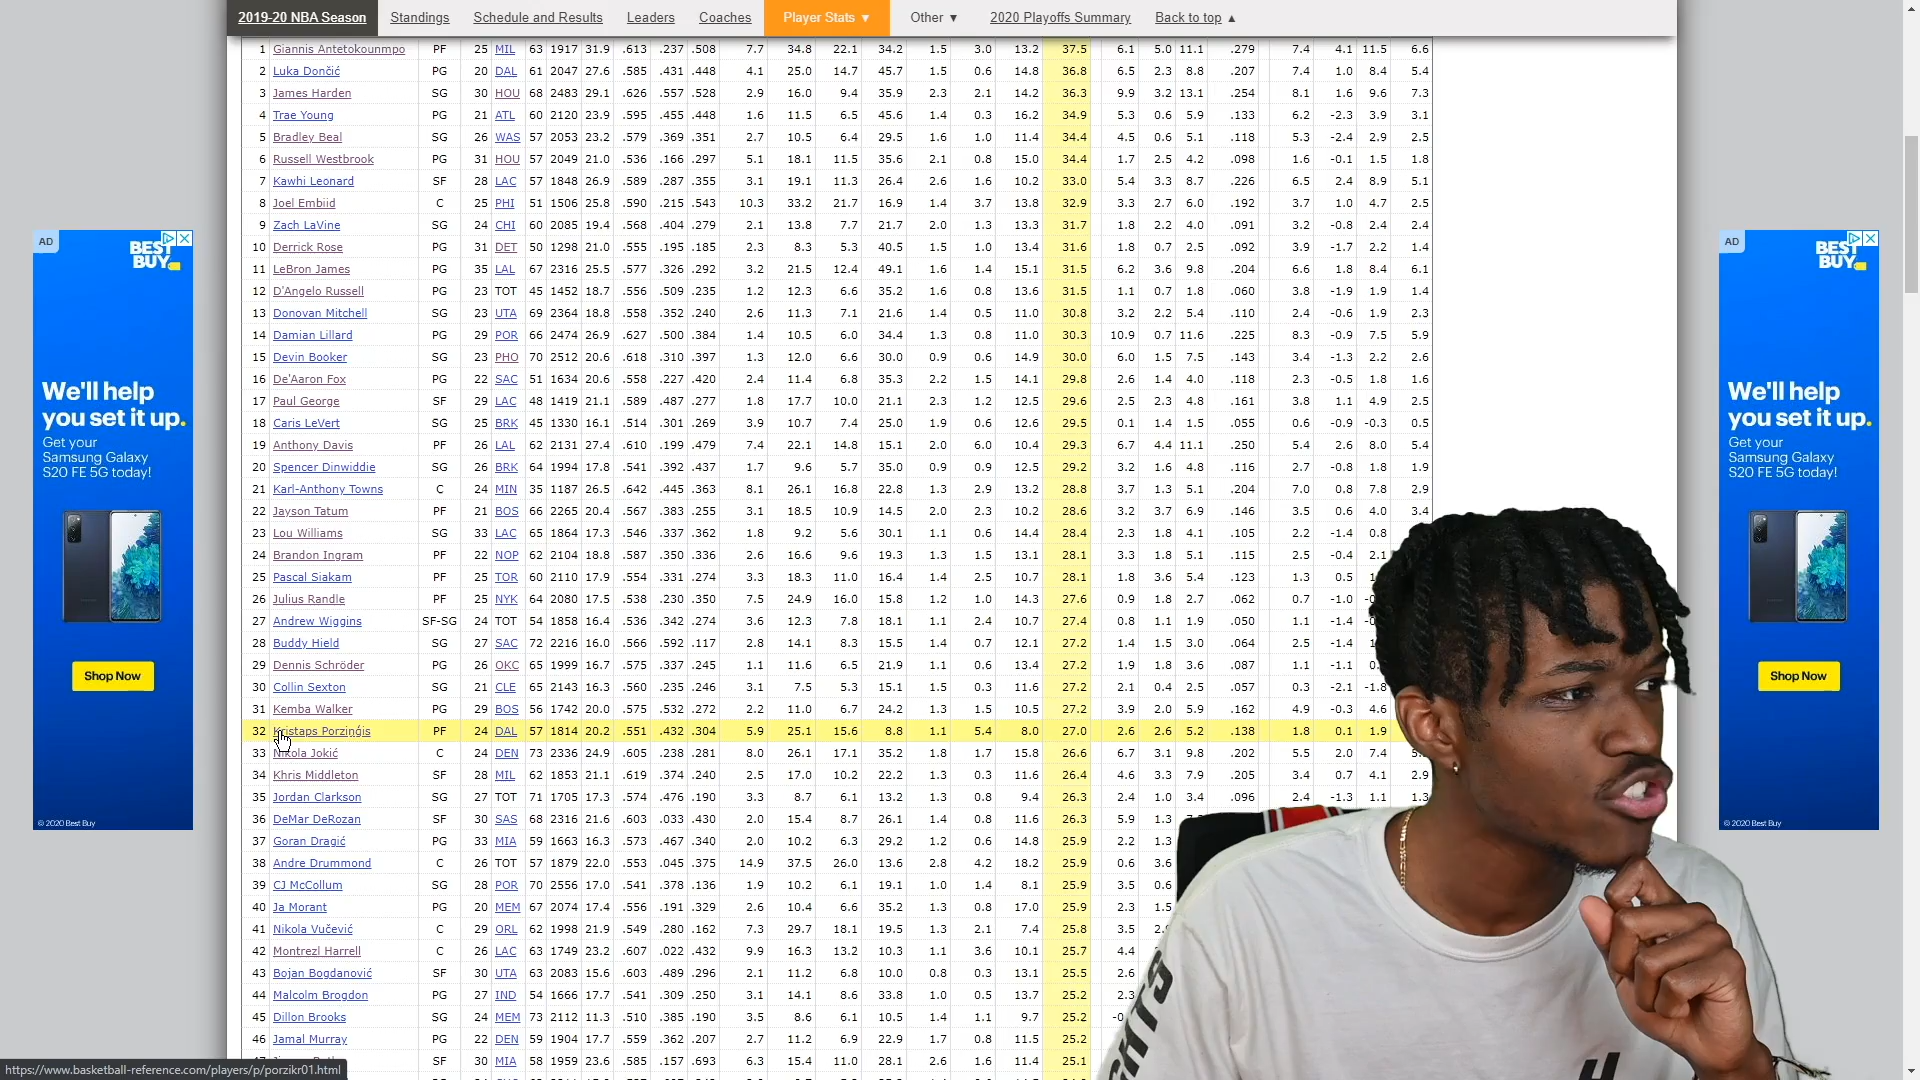 2019-20 NBA Season Standings Schedule and Results Leaders Coaches Player Stats ▼ Other ▼ 2020 Playoffs Summary Back to top ▲
1 Giannis Antetokounmpo PF 25 MIL 63 1917 31.9 .613 .237 .508 7.7 34.8 22.1 34.2 1.5 3.0 13.2 37.5 6.1 5.0 11.1 .279 7.4 4.1 11.5 6.6
2 Luka Dončić PG 20 DAL 61 2047 27.6 .585 .431 .448 4.1 25.0 14.7 45.7 1.5 0.6 14.8 36.8 6.5 2.3 8.8 .207 7.4 1.0 8.4 5.4
3 James Harden SG 30 HOU 68 2483 29.1 .626 .557 .528 2.9 16.0 9.4 35.9 2.3 2.1 14.2 36.3 9.9 3.2 13.1 .254 8.1 1.6 9.6 7.3
4 Trae Young PG 21 ATL 60 2120 23.9 .595 .455 .448 1.6 11.5 6.5 45.6 1.4 0.3 16.2 34.9 5.3 0.6 5.9 .133 6.2 -2.3 3.9 3.1
5 Bradley Beal SG 26 WAS 57 2053 23.2 .579 .369 .351 2.7 10.5 6.4 29.5 1.6 1.0 11.4 34.4 4.5 0.6 5.1 .118 5.3 -2.4 2.9 2.5
6 Russell Westbrook PG 31 HOU 57 2049 21.0 .536 .166 .297 5.1 18.1 11.5 35.6 2.1 0.8 15.0 34.4 1.7 2.5 4.2 .098 1.6 -0.1 1.5 1.8
7 Kawhi Leonard SF 28 LAC 57 1848 26.9 .589 .287 .355 3.1 19.1 11.3 26.4 2.6 1.6 10.2 33.0 5.4 3.3 8.7 .226 6.5 2.4 8.9 5.1
8 Joel Embiid C 25 PHI 51 1506 25.8 .590 .215 .543 10.3 33.2 21.7 16.9 1.4 3.7 13.8 32.9 3.3 2.7 6.0 .192 3.7 1.0 4.7 2.5
9 Zach LaVine SG 24 CHI 60 2085 19.4 .568 .404 .279 2.1 13.8 7.7 21.7 2.0 1.3 13.3 31.7 1.8 2.2 4.0 .091 3.2 -0.8 2.4 2.4
10 Derrick Rose PG 31 DET 50 1298 21.0 .555 .195 .185 2.3 8.3 5.3 40.5 1.5 1.0 13.4 31.6 1.8 0.7 2.5 .092 3.9 -1.7 2.2 1.4
11 LeBron James PG 35 LAL 67 2316 25.5 .577 .326 .292 3.2 21.5 12.4 49.1 1.6 1.4 15.1 31.5 6.2 3.6 9.8 .204 6.6 1.8 8.4 6.1
12 D'Angelo Russell PG 23 TOT 45 1452 18.7 .556 .509 .235 1.2 12.3 6.6 35.2 1.6 0.8 13.6 31.5 1.1 0.7 1.8 .060 3.8 -1.9 1.9 1.4
13 Donovan Mitchell SG 23 UTA 69 2364 18.8 .558 .352 .240 2.6 11.3 7.1 21.6 1.4 0.5 11.0 30.8 3.2 2.2 5.4 .110 2.4 -0.6 1.9 2.3
14 Damian Lillard PG 29 POR 66 2474 26.9 .627 .500 .384 1.4 10.5 6.0 34.4 1.3 0.8 11.0 30.3 10.9 0.7 11.6 .225 8.3 -0.9 7.5 5.9
15 Devin Booker SG 23 PHO 70 2512 20.6 .618 .310 .397 1.3 12.0 6.6 30.0 0.9 0.6 14.9 30.0 6.0 1.5 7.5 .143 3.4 -1.3 2.2 2.6
16 De'Aaron Fox PG 22 SAC 51 1634 20.6 .558 .227 .420 2.4 11.4 6.8 35.3 2.2 1.5 14.1 29.8 2.6 1.4 4.0 .118 2.3 -0.5 1.8 1.6
17 Paul George SF 29 LAC 48 1419 21.1 .589 .487 .277 1.8 17.7 10.0 21.1 2.3 1.2 12.5 29.6 2.5 2.3 4.8 .161 3.8 1.1 4.9 2.5
18 Caris LeVert SG 25 BRK 45 1330 16.1 .514 .301 .269 3.9 10.7 7.4 25.0 1.9 0.6 12.6 29.5 0.1 1.4 1.5 .055 0.6 -0.9 -0.3 0.5
19 Anthony Davis PF 26 LAL 62 2131 27.4 .610 .199 .479 7.4 22.1 14.8 15.1 2.0 6.0 10.4 29.3 6.7 4.4 11.1 .250 5.4 2.6 8.0 5.4
20 Spencer Dinwiddie SG 26 BRK 64 1994 17.8 .541 .392 .437 1.7 9.6 5.7 35.0 0.9 0.9 12.5 29.2 3.2 1.6 4.8 .116 2.7 -0.8 1.8 1.9
21 Karl-Anthony Towns C 24 MIN 35 1187 26.5 .642 .445 .363 8.1 26.1 16.8 22.8 1.3 2.9 13.2 28.8 3.7 1.3 5.1 .204 7.0 0.8 7.8 2.9
22 Jayson Tatum PF 21 BOS 66 2265 20.4 .567 .383 .255 3.1 18.5 10.9 14.5 2.0 2.3 10.2 28.6 3.2 3.7 6.9 .146 3.5 0.6 4.0 3.4
23 Lou Williams SG 33 LAC 65 1864 17.3 .546 .337 .362 1.8 9.2 5.6 30.1 1.1 0.6 14.4 28.4 2.3 1.8 4.1 .105 2.2 -1.4 0.8
24 Brandon Ingram PF 22 NOP 62 2104 18.8 .587 .350 .336 2.6 16.6 9.6 19.3 1.3 1.5 13.1 28.1 3.3 1.8 5.1 .115 2.5 -0.4 2.1
25 Pascal Siakam PF 25 TOR 60 2110 17.9 .554 .331 .274 3.3 18.3 11.0 16.4 1.4 2.5 10.7 28.1 1.8 3.6 5.4 .123 1.3 0.5
26 Julius Randle PF 25 NYK 64 2080 17.5 .538 .230 .350 7.5 24.9 16.0 15.8 1.2 1.0 14.3 27.6 0.9 1.8 2.7 .062 0.7 -1.0
27 Andrew Wiggins SF-SG 24 TOT 54 1858 16.4 .536 .342 .274 3.6 12.3 7.8 18.1 1.1 2.4 10.7 27.4 0.8 1.1 1.9 .050 1.1 -1.4
28 Buddy Hield SG 27 SAC 72 2216 16.0 .566 .592 .117 2.8 14.1 8.3 15.5 1.4 0.7 12.1 27.2 1.4 1.5 3.0 .064 2.5 -1.4
29 Dennis Schröder PG 26 OKC 65 1999 16.7 .575 .337 .245 1.1 11.6 6.5 21.9 1.1 0.6 13.4 27.2 1.9 1.8 3.6 .087 1.1 -1.1
30 Collin Sexton SG 21 CLE 65 2143 16.3 .560 .235 .246 3.1 7.5 5.3 15.1 1.5 0.3 11.6 27.2 2.1 0.4 2.5 .057 0.3 -2.1 -1.8
31 Kemba Walker PG 29 BOS 56 1742 20.0 .575 .532 .272 2.2 11.0 6.7 24.2 1.3 1.5 10.5 27.2 3.9 2.0 5.9 .162 4.9 -0.3 4.6
32 Kristaps Porziņģis PF 24 DAL 57 1814 20.2 .551 .432 .304 5.9 25.1 15.6 8.8 1.1 5.4 8.0 27.0 2.6 2.6 5.2 .138 1.8 0.1 1.9
33 Nikola Jokić C 24 DEN 73 2336 24.9 .605 .238 .281 8.0 26.1 17.1 35.2 1.8 1.7 15.8 26.6 6.7 3.1 9.8 .202 5.5 2.0 7.4
34 Khris Middleton SF 28 MIL 62 1853 21.1 .619 .374 .240 2.5 17.0 10.2 22.2 1.3 0.3 11.6 26.4 4.6 3.3 7.9 .205 3.4 0.7 4.1 2.9
35 Jordan Clarkson SG 27 TOT 71 1705 17.3 .574 .476 .190 3.3 8.7 6.1 13.2 1.3 0.8 9.4 26.3 2.4 1.0 3.4 .096 2.4 -1.3 1.1 1.3
36 DeMar DeRozan SF 30 SAS 68 2316 21.6 .603 .033 .430 2.0 15.4 8.7 26.1 1.4 0.8 11.6 26.3 5.9 1.3
37 Goran Dragić PG 33 MIA 59 1663 16.3 .573 .467 .340 2.0 10.2 6.3 29.2 1.2 0.6 14.8 25.9 2.2 1.3
38 Andre Drummond C 26 TOT 57 1879 22.0 .553 .045 .375 14.9 37.5 26.0 13.6 2.8 4.2 18.2 25.9 0.6 3.6
39 CJ McCollum SG 28 POR 70 2556 17.0 .541 .378 .136 1.9 10.2 6.1 19.1 1.0 1.4 8.1 25.9 3.5 0.6
40 Ja Morant PG 20 MEM 67 2074 17.4 .556 .191 .329 2.6 10.4 6.6 35.2 1.3 0.8 17.0 25.9 2.3 1.5
41 Nikola Vučević C 29 ORL 62 1998 21.9 .549 .280 .162 7.3 29.7 18.1 19.5 1.3 2.1 7.4 25.8 3.5
42 Montrezl Harrell C 26 LAC 63 1749 23.2 .607 .022 .432 9.9 16.3 13.2 10.3 1.1 3.6 10.1 25.7 4.4
43 Bojan Bogdanović SF 30 UTA 63 2083 15.6 .603 .489 .296 2.1 11.2 6.8 10.0 0.8 0.3 13.1 25.5 2.6
44 Malcolm Brogdon PG 27 IND 54 1666 17.7 .541 .309 .250 3.1 14.1 8.6 33.8 1.0 0.5 13.7 25.2 2.3
45 Dillon Brooks SG 24 MEM 73 2112 11.3 .510 .385 .190 3.5 8.6 6.1 10.5 1.4 1.1 9.7 25.2
46 Jamal Murray PG 22 DEN 59 1904 17.7 .559 .362 .207 2.7 11.2 6.9 22.9 1.7 0.8 11.5 25.2
SF 30 MIA 58 1959 23.6 .585 .157 .693 6.3 15.4 11.0 28.1 2.6 1.6 11.4 25.1
https://www.basketball-reference.com/players/p/porzikr01.html
AD
BEST
BUY
We'll help
you set it up.
Get your
Samsung Galaxy
S20 FE 5G today!
Shop Now
© 2020 Best Buy
AD
BEST
BUY
We'll help
you set it up.
Get your
Samsung Galaxy
S20 FE 5G today!
Shop Now
© 2020 Best Buy